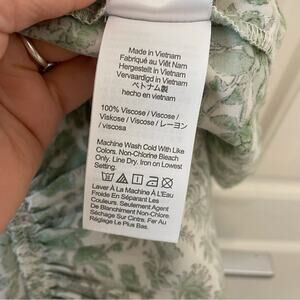 Made in Vietnam
Fabriqué au Viêt Nam
Hergestellt in Vietnam
Vervaardigd in Vietnam
ベトナム製
hecho en vietnam
100% Viscose / Viscose /
Viskose / Viscose / レーヨン
/ viscosa
Machine Wash Cold With Like
Colors. Non-Chlorine Bleach
Only. Line Dry. Iron on Lowest
Setting.
Laver À La Machine À L'Eau
Froide En Séparant Les
Couleurs. Seulement Agent
De Blanchiment Non-Chlore.
Séchage Sur Cintre. Fer Au
Réglage Le Plus Bas.